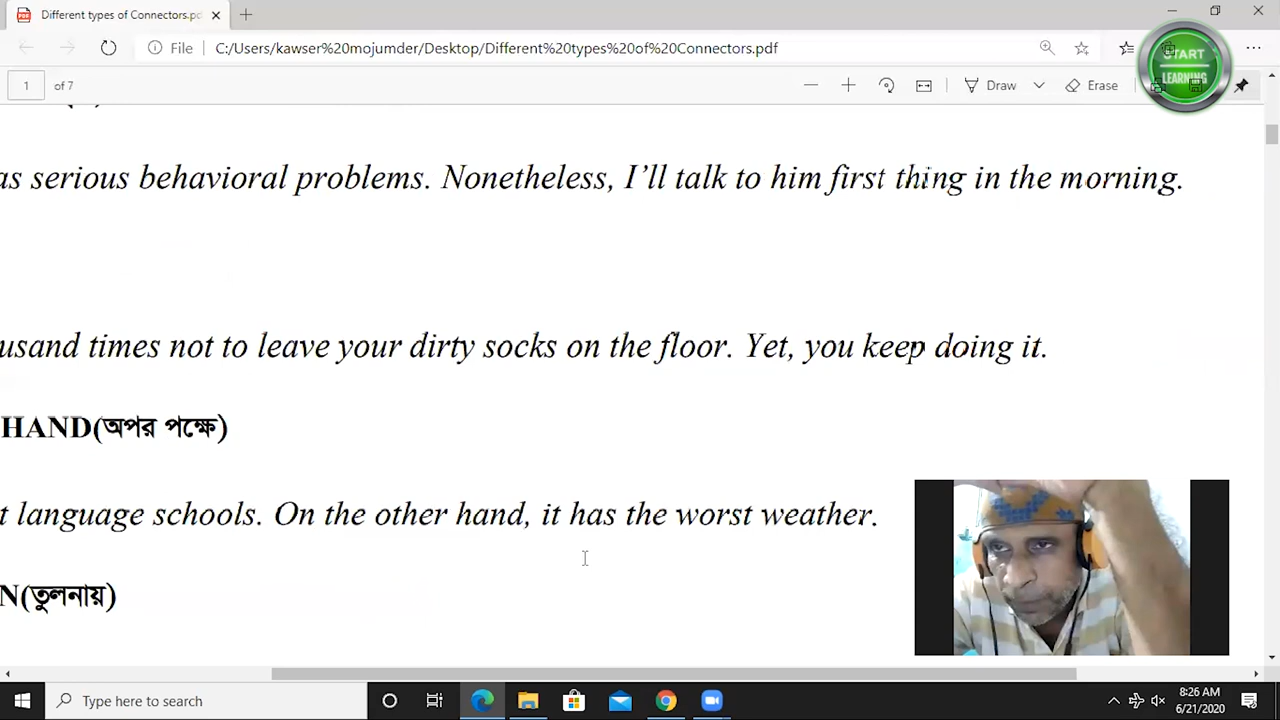 Different types of Connectors.pd
File
C:/Users/kawser%20mojumder/Desktop/Different%20types%20of%20Connectors.pdf
START
LEARNING
1 of 7
Draw
Erase
as serious behavioral problems. Nonetheless, I’ll talk to him first thing in the morning.
usand times not to leave your dirty socks on the floor. Yet, you keep doing it.
HAND(অপর পক্ষে)
t language schools. On the other hand, it has the worst weather.
N(তুলনায়)
Type here to search
8:26 AM
6/21/2020